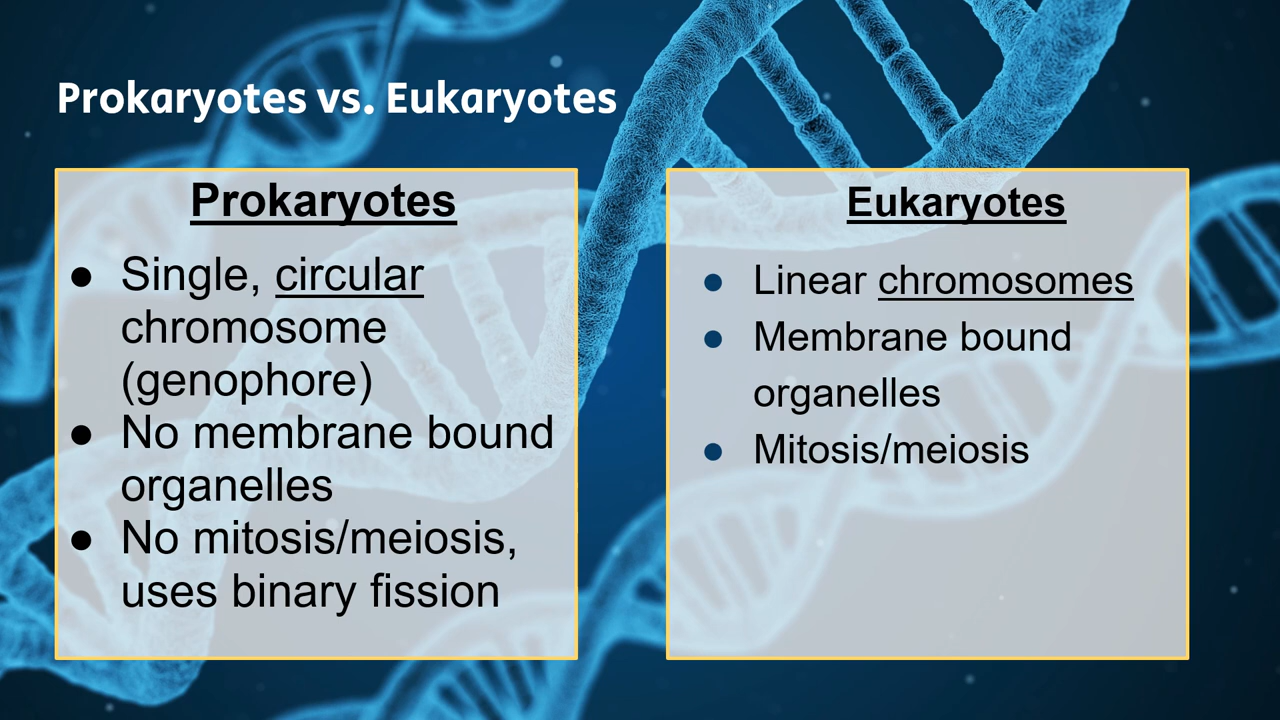 Prokaryotes vs. Eukaryotes
Prokaryotes
● Single, circular
chromosome
(genophore)
● No membrane bound
organelles
● No mitosis/meiosis,
uses binary fission
Eukaryotes
● Linear chromosomes
● Membrane bound
organelles
● Mitosis/meiosis